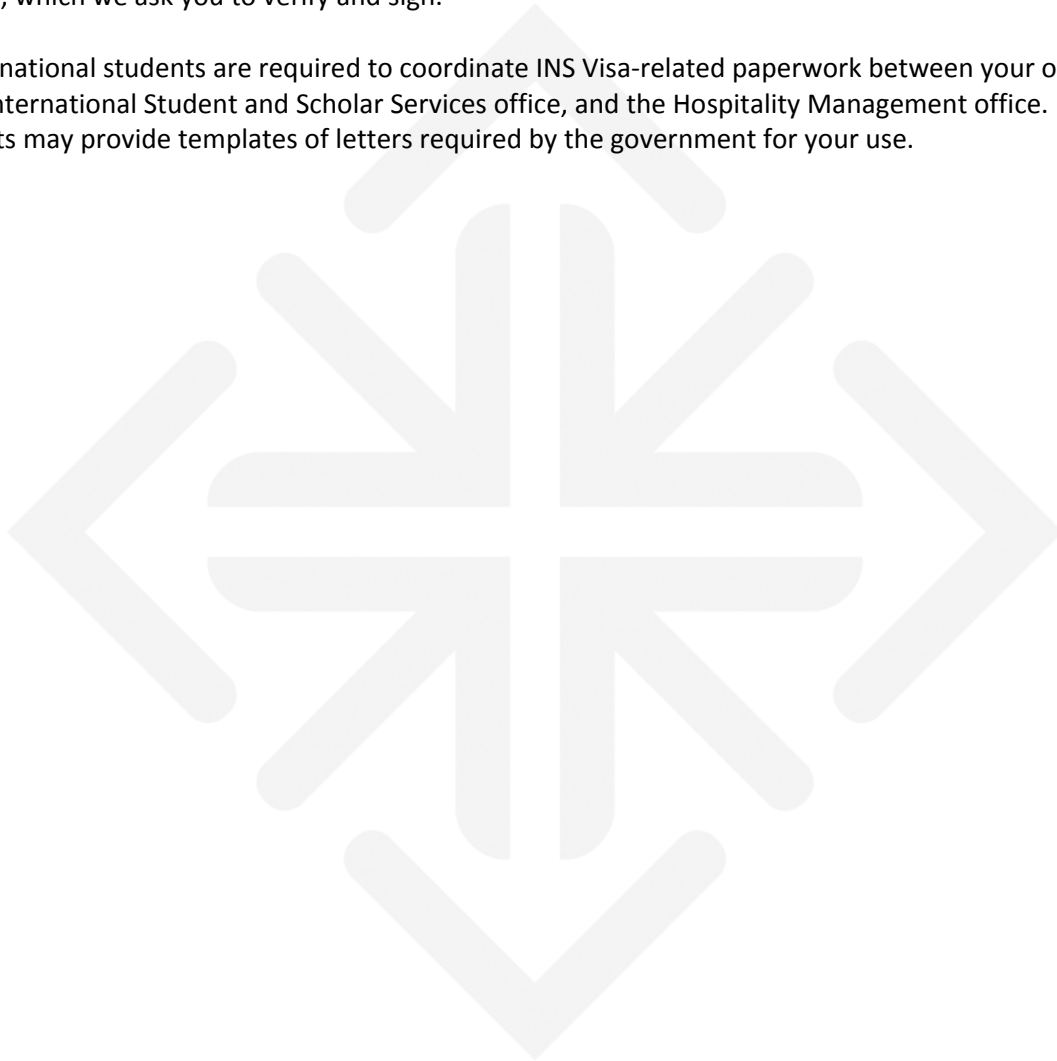 , which we ask you to verify and sign.
national students are required to coordinate INS Visa-related paperwork between your o
nternational Student and Scholar Services office, and the Hospitality Management office.
ts may provide templates of letters required by the government for your use.